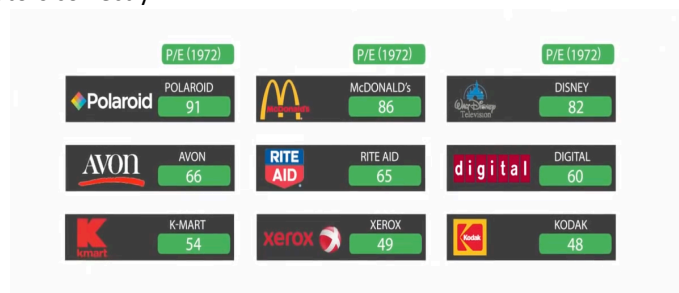 P/E (1972) P/E (1972) P/E (1972)
Polaroid POLAROID 91
McDonald's McDONALD's 86
Walt Disney Television DISNEY 82
AVON AVON 66
RITE AID RITE AID 65
digital DIGITAL 60
K kmart K-MART 54
xerox XEROX 49
Kodak KODAK 48